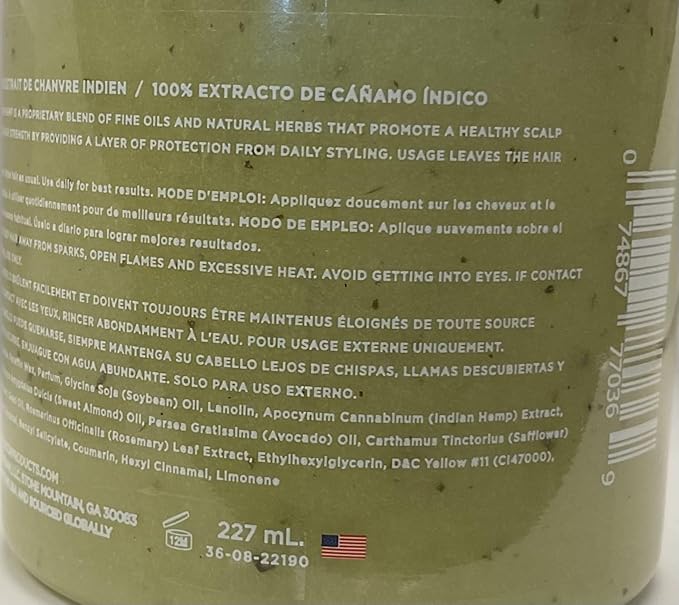 DE CHANVRE INDIEN / 100% EXTRACTO DE CÁÑAMO ÍNDICO
IS A PROPRIETARY BLEND OF FINE OILS AND NATURAL HERBS THAT PROMOTE A HEALTHY SCALP
STRENGTH BY PROVIDING A LAYER OF PROTECTION FROM DAILY STYLING. USAGE LEAVES THE HAIR
as usual. Use daily for best results. MODE D'EMPLOI: Appliquez doucement sur les cheveux et le
quotidiennement pour de meilleurs résultats. MODO DE EMPLEO: Aplique suavemente sobre el
habitual. Úselo a diario para lograr mejores resultados.
AWAY FROM SPARKS, OPEN FLAMES AND EXCESSIVE HEAT. AVOID GETTING INTO EYES. IF CONTACT
ONLY.
FACILEMENT ET DOIVENT TOUJOURS ÊTRE MAINTENUS ÉLOIGNÉS DE TOUTE SOURCE
AVEC LES YEUX, RINCER ABONDAMMENT À L'EAU. POUR USAGE EXTERNE UNIQUEMENT.
PUEDE QUEMARSE, SIEMPRE MANTENGA SU CABELLO LEJOS DE CHISPAS, LLAMAS DESCUBIERTAS Y
ENJUAGUE CON AGUA ABUNDANTE. SOLO PARA USO EXTERNO.
Wax, Parfum, Glycine Soja (Soybean) Oil, Lanolin, Apocynum Cannabinum (Indian Hemp) Extract,
Dulcis (Sweet Almond) Oil, Persea Gratissima (Avocado) Oil, Carthamus Tinctorius (Safflower)
Oil, Rosmarinus Officinalis (Rosemary) Leaf Extract, Ethylhexylglycerin, D&C Yellow #11 (CI47000),
Benzyl Salicylate, Coumarin, Hexyl Cinnamal, Limonene
PRODUCTS.COM
STONE MOUNTAIN, GA 30083
AND SOURCED GLOBALLY
12M
227 mL.
36-08-22190
0 74867 77036 9